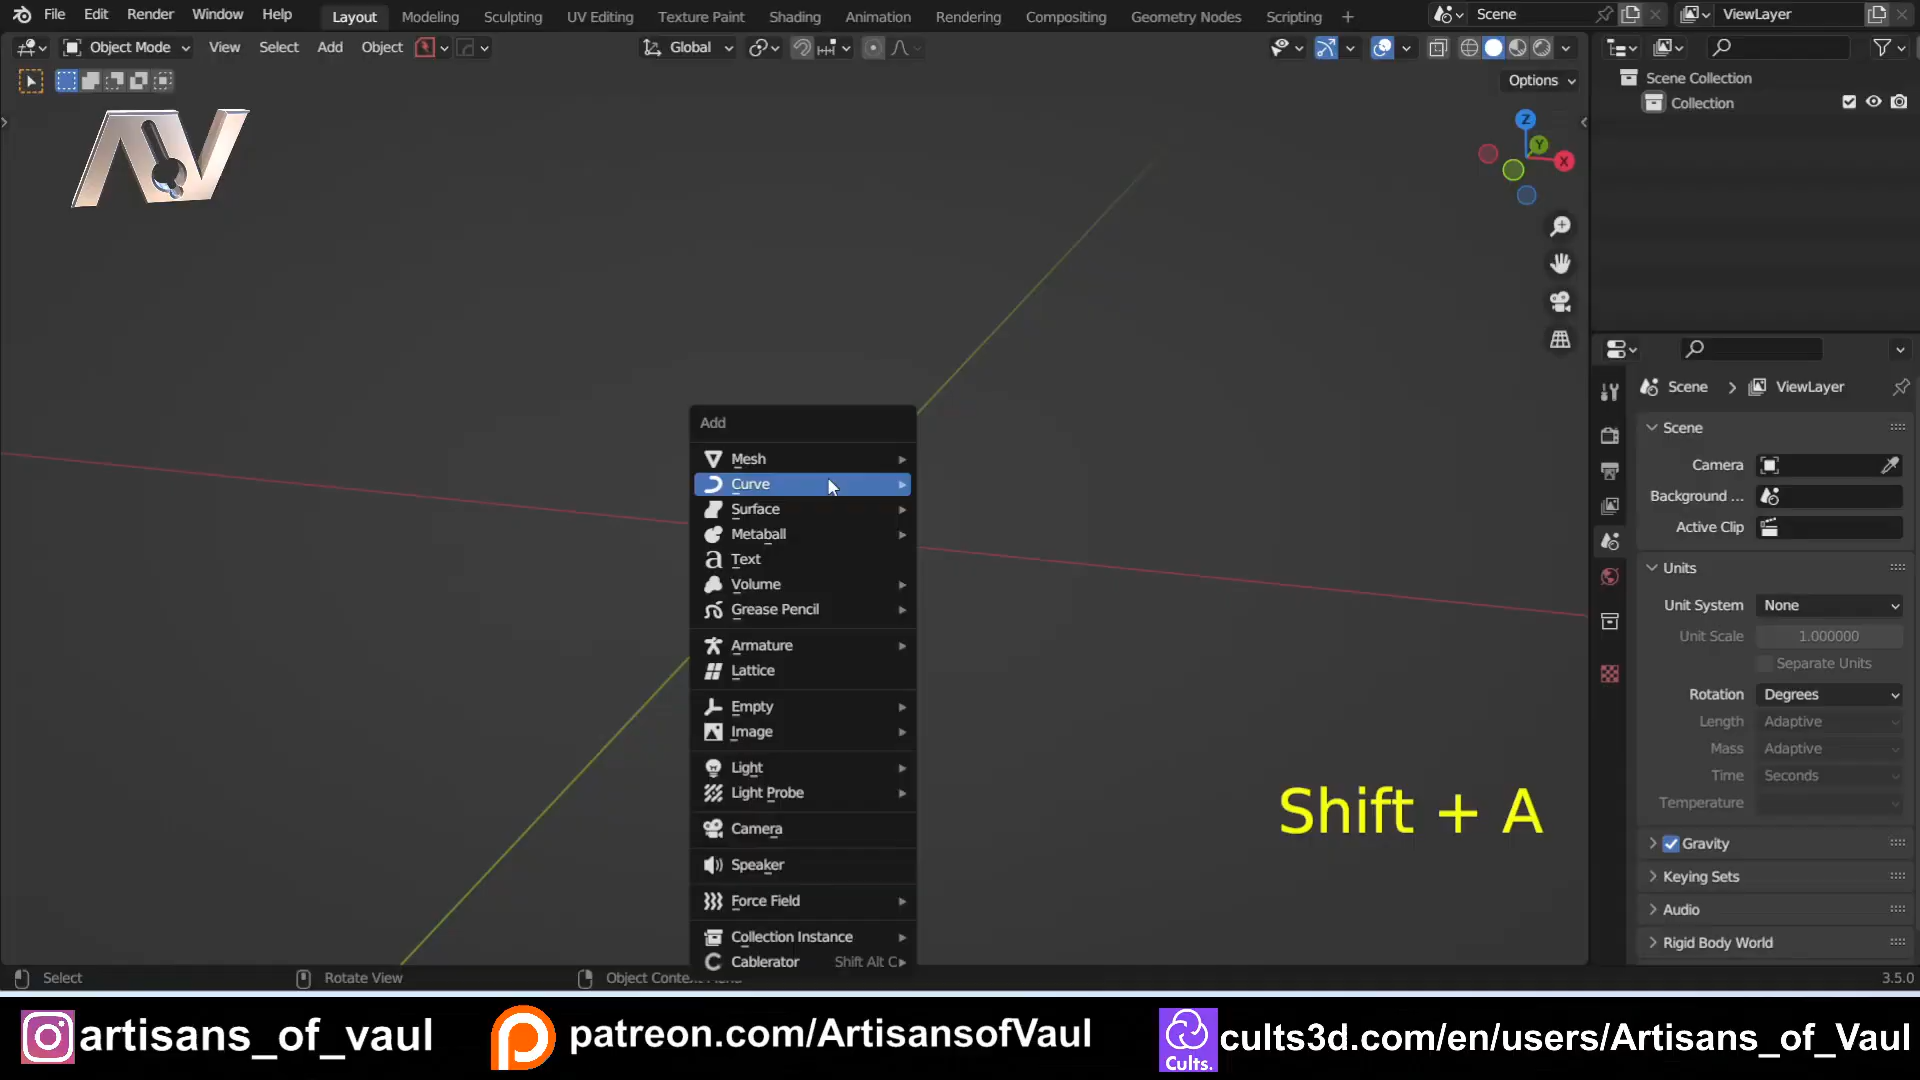 File Edit Render Window Help Layout Modeling Sculpting UV Editing Texture Paint Shading Animation Rendering Compositing Geometry Nodes Scripting + Scene ViewLayer
Object Mode View Select Add Object Global
Options
Scene Collection
Collection
AV
Z
Y
X
Add
Mesh
Curve
Surface
Metaball
Text
Volume
Grease Pencil
Armature
Lattice
Empty
Image
Light
Light Probe
Camera
Speaker
Force Field
Collection Instance
Cablerator Shift Alt C
Shift + A
Scene > ViewLayer
Scene
Camera
Background ...
Active Clip
Units
Unit System None
Unit Scale 1.000000
Separate Units
Rotation Degrees
Length Adaptive
Mass Adaptive
Time Seconds
Temperature
Gravity
Keying Sets
Audio
Rigid Body World
Select Rotate View Object 3.5.0
artisans_of_vaul patreon.com/ArtisansofVaul Cults. cults3d.com/en/users/Artisans_of_Vaul